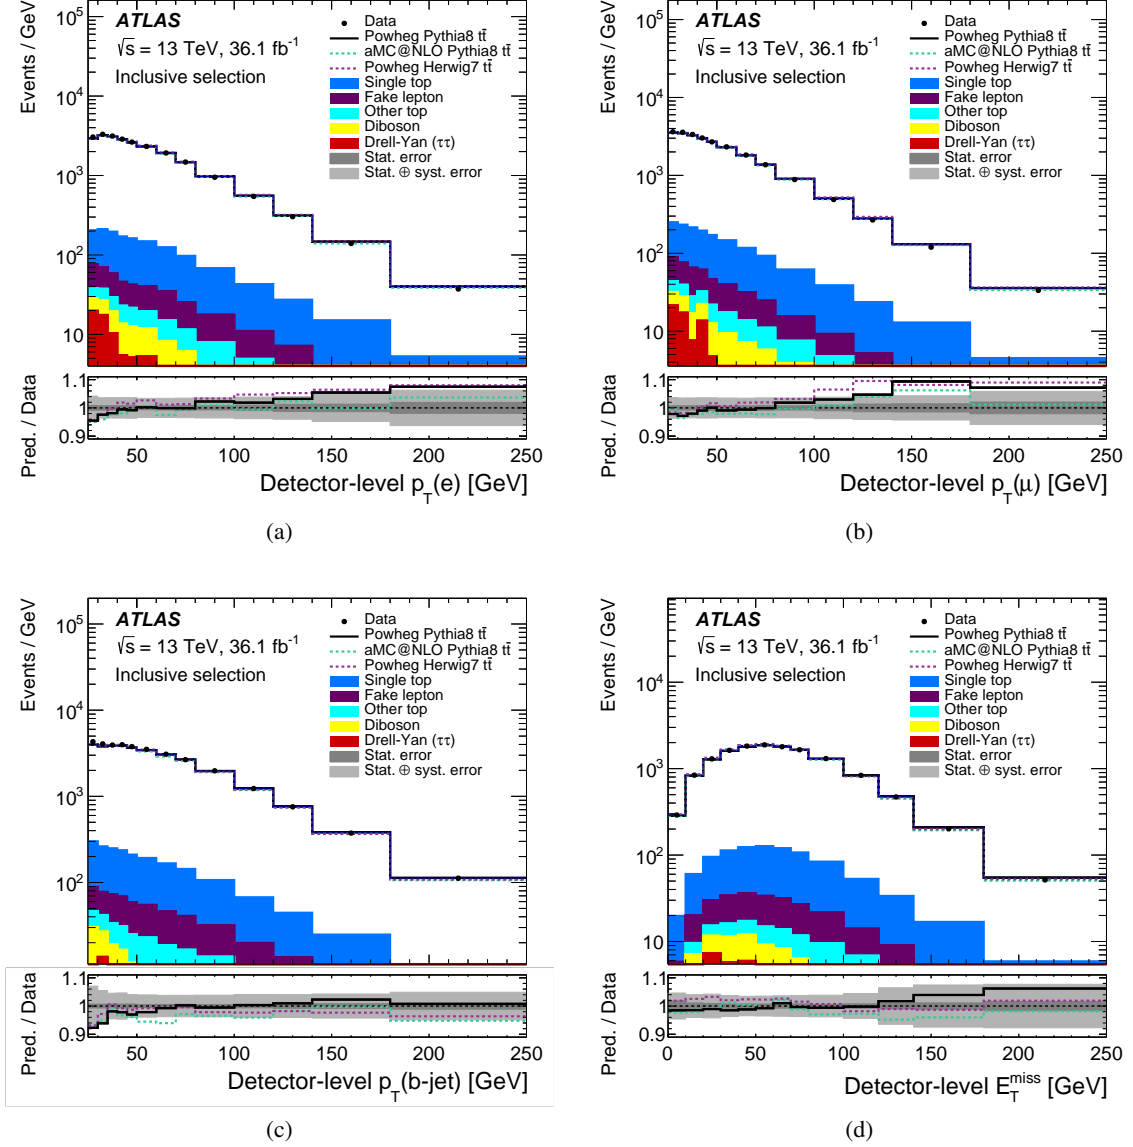 Events / GeV
10⁵
10⁴
10³
10²
10
ATLAS
√s = 13 TeV, 36.1 fb⁻¹
Inclusive selection
Data
Powheg Pythia8 tt̄
aMC@NLO Pythia8 tt̄
Powheg Herwig7 tt̄
Single top
Fake lepton
Other top
Diboson
Drell-Yan (ττ)
Stat. error
Stat. ⊕ syst. error
Pred. / Data
1.1
1
0.9
50 100 150 200 250
Detector-level p_T(e) [GeV]
(a)
Events / GeV
10⁵
10⁴
10³
10²
10
ATLAS
√s = 13 TeV, 36.1 fb⁻¹
Inclusive selection
Data
Powheg Pythia8 tt̄
aMC@NLO Pythia8 tt̄
Powheg Herwig7 tt̄
Single top
Fake lepton
Other top
Diboson
Drell-Yan (ττ)
Stat. error
Stat. ⊕ syst. error
Pred. / Data
1.1
1
0.9
50 100 150 200 250
Detector-level p_T(μ) [GeV]
(b)
Events / GeV
10⁵
10⁴
10³
10²
ATLAS
√s = 13 TeV, 36.1 fb⁻¹
Inclusive selection
Data
Powheg Pythia8 tt̄
aMC@NLO Pythia8 tt̄
Powheg Herwig7 tt̄
Single top
Fake lepton
Other top
Diboson
Drell-Yan (ττ)
Stat. error
Stat. ⊕ syst. error
Pred. / Data
1.1
1
0.9
50 100 150 200 250
Detector-level p_T(b-jet) [GeV]
(c)
Events / GeV
10⁴
10³
10²
10
ATLAS
√s = 13 TeV, 36.1 fb⁻¹
Inclusive selection
Data
Powheg Pythia8 tt̄
aMC@NLO Pythia8 tt̄
Powheg Herwig7 tt̄
Single top
Fake lepton
Other top
Diboson
Drell-Yan (ττ)
Stat. error
Stat. ⊕ syst. error
Pred. / Data
1.1
1
0.9
0 50 100 150 200 250
Detector-level E_T^miss [GeV]
(d)